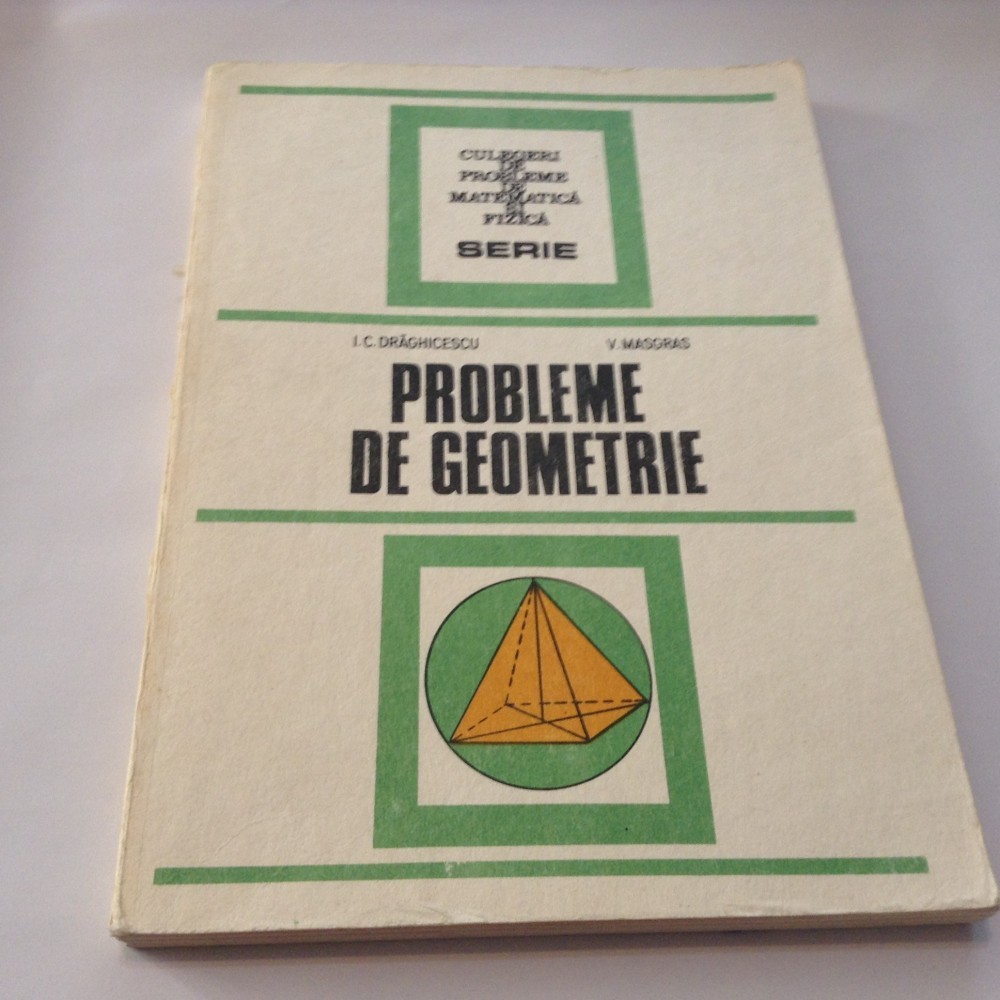 CULEGERI
DE
PROBLEME
DE
MATEMATICĂ
ȘI
FIZICĂ
SERIE
I.C. DRĂGHICESCU V. MASGRAS
PROBLEME
DE GEOMETRIE